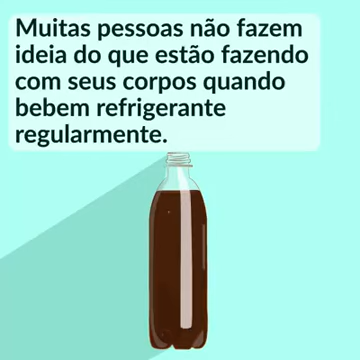 Muitas pessoas não fazem
ideia do que estão fazendo
com seus corpos quando
bebem refrigerante
regularmente.